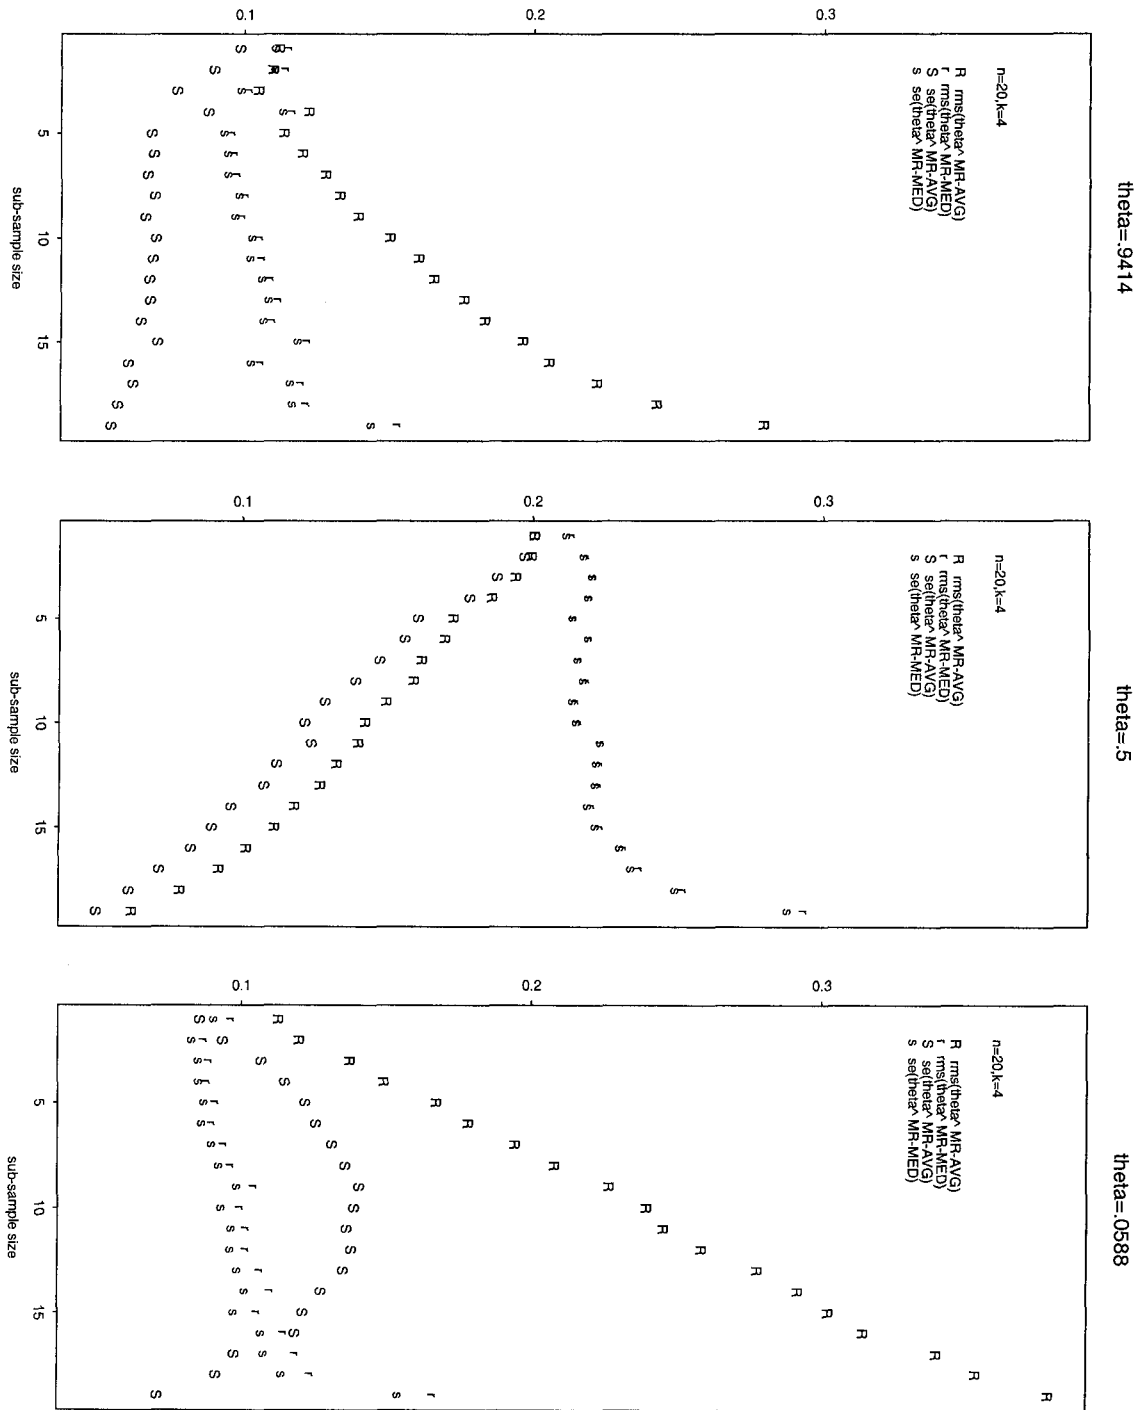 theta=.9414
n=20,k=4
R rms(theta^ MR-AVG)
r rms(theta^ MR-MED)
S se(theta^ MR-AVG)
s se(theta^ MR-MED)
0.1
0.2
0.3
5
10
15
sub-sample size
theta=.5
n=20,k=4
R rms(theta^ MR-AVG)
r rms(theta^ MR-MED)
S se(theta^ MR-AVG)
s se(theta^ MR-MED)
0.1
0.2
0.3
5
10
15
sub-sample size
theta=.0588
n=20,k=4
R rms(theta^ MR-AVG)
r rms(theta^ MR-MED)
S se(theta^ MR-AVG)
s se(theta^ MR-MED)
0.1
0.2
0.3
5
10
15
sub-sample size